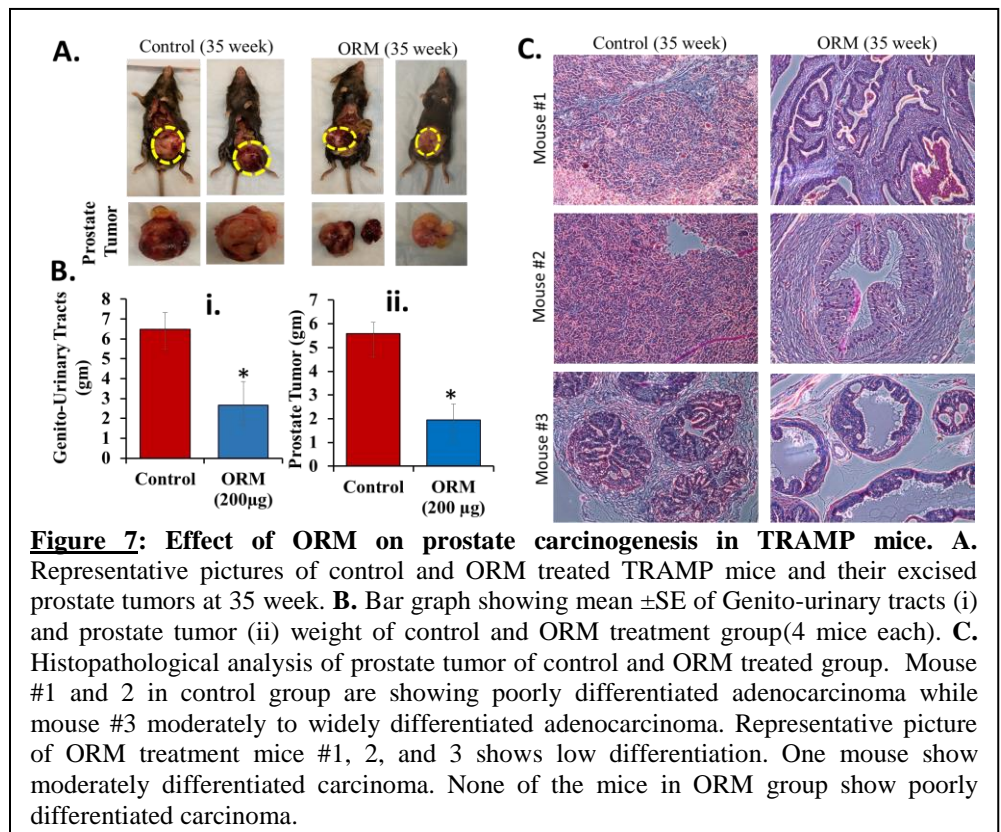 A.
Control (35 week)
ORM (35 week)
Prostate
Tumor
B.
i.
Genito-Urinary Tracts
(gm)
8
7
6
5
4
3
2
1
0
*
Control
ORM
(200µg)
ii.
Prostate Tumor (gm)
7
6
5
4
3
2
1
0
*
Control
ORM
(200 µg)
C.
Control (35 week)
ORM (35 week)
Mouse #1
Mouse #2
Mouse #3
Figure 7: Effect of ORM on prostate carcinogenesis in TRAMP mice. A.
Representative pictures of control and ORM treated TRAMP mice and their excised
prostate tumors at 35 week. B. Bar graph showing mean ±SE of Genito-urinary tracts (i)
and prostate tumor (ii) weight of control and ORM treatment group(4 mice each). C.
Histopathological analysis of prostate tumor of control and ORM treated group. Mouse
#1 and 2 in control group are showing poorly differentiated adenocarcinoma while
mouse #3 moderately to widely differentiated adenocarcinoma. Representative picture
of ORM treatment mice #1, 2, and 3 shows low differentiation. One mouse show
moderately differentiated carcinoma. None of the mice in ORM group show poorly
differentiated carcinoma.